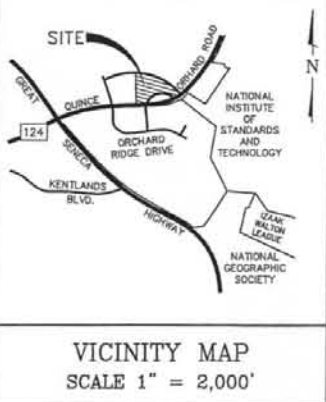 SITE
N
QUINCE ORHARD ROAD
GREAT SENECA HIGHWAY
124
ORCHARD
RIDGE DRIVE
NATIONAL
INSTITUTE
OF
STANDARDS
AND
TECHNOLOGY
KENTLANDS
BLVD.
IZAAK
WALTON
LEAGUE
NATIONAL
GEOGRAPHIC
SOCIETY
VICINITY MAP
SCALE 1" = 2,000'